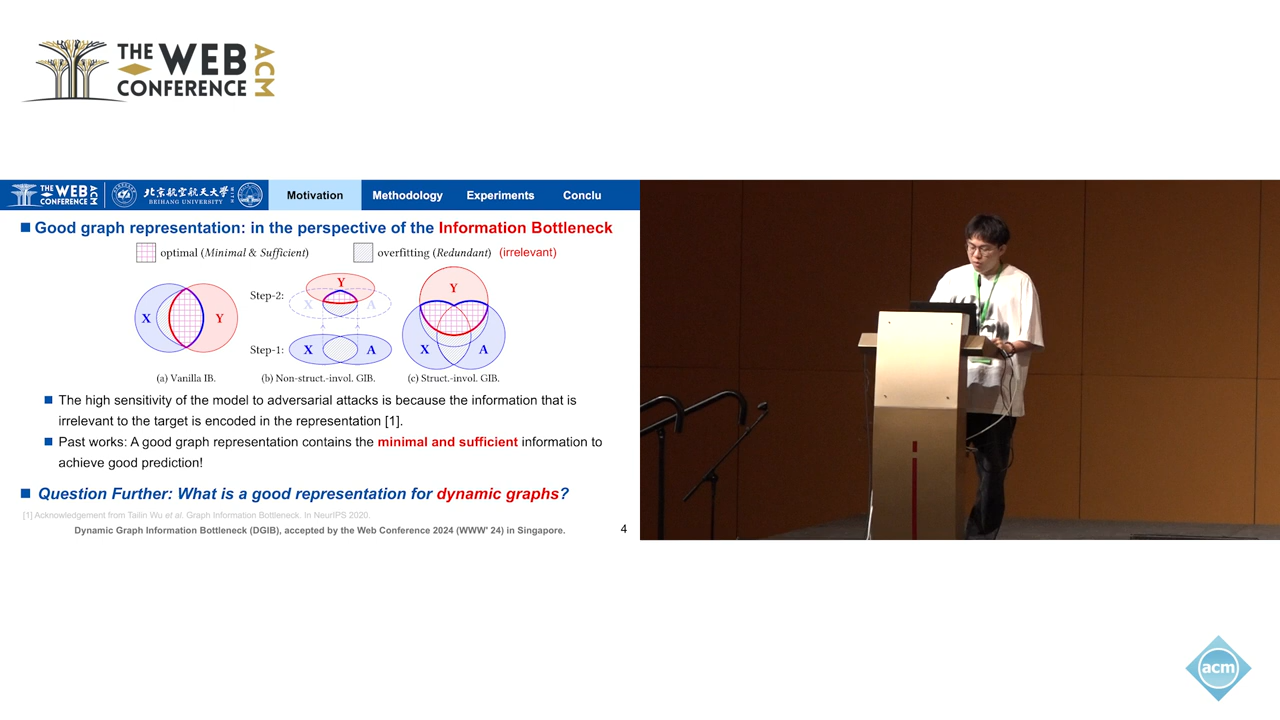 THE WEB CONFERENCE ACM
THE WEB CONFERENCE ACM
北京航空航天大學
BEIHANG UNIVERSITY
Motivation
Methodology
Experiments
Conclu
Good graph representation: in the perspective of the Information Bottleneck
optimal (Minimal & Sufficient)
overfitting (Redundant) (irrelevant)
X Y
Step-2: Y X A
Step-1: X A
Y X A
(a) Vanilla IB.
(b) Non-struct.-invol. GIB.
(c) Struct.-invol. GIB.
The high sensitivity of the model to adversarial attacks is because the information that is
irrelevant to the target is encoded in the representation [1].
Past works: A good graph representation contains the minimal and sufficient information to
achieve good prediction!
Question Further: What is a good representation for dynamic graphs?
[1] Acknowledgement from Tailin Wu et al. Graph Information Bottleneck. In NeurIPS 2020.
Dynamic Graph Information Bottleneck (DGIB), accepted by the Web Conference 2024 (WWW' 24) in Singapore.
4
acm